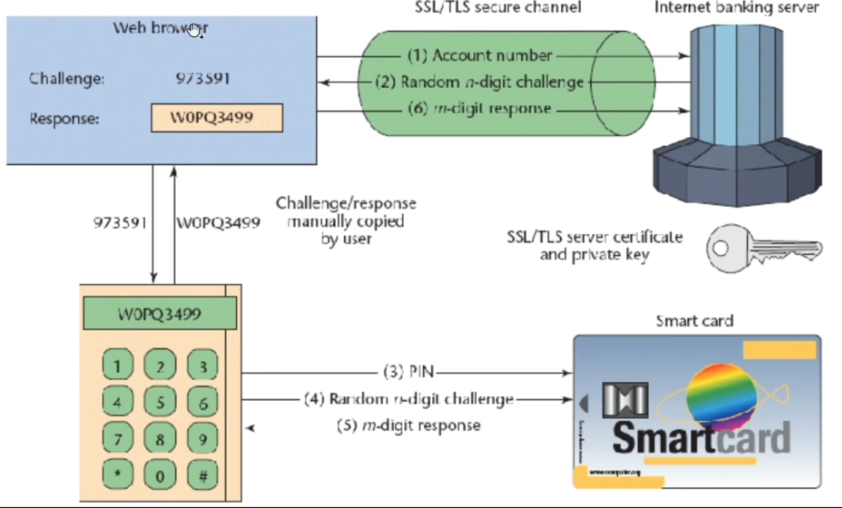 SSL/TLS secure channel
Internet banking server
Web browser
Challenge: 973591
Response: W0PQ3499
(1) Account number
(2) Random n-digit challenge
(6) m-digit response
973591
W0PQ3499
Challenge/response
manually copied
by user
SSL/TLS server certificate
and private key
W0PQ3499
1 2 3
4 5 6
7 8 9
* 0 #
(3) PIN
(4) Random n-digit challenge
(5) m-digit response
Smart card
Smartcard